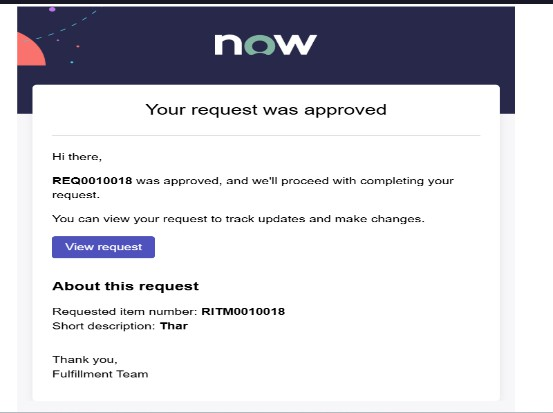 now
Your request was approved
Hi there,
REQ0010018 was approved, and we'll proceed with completing your
request.
You can view your request to track updates and make changes.
View request
About this request
Requested item number: RITM0010018
Short description: Thar
Thank you,
Fulfillment Team